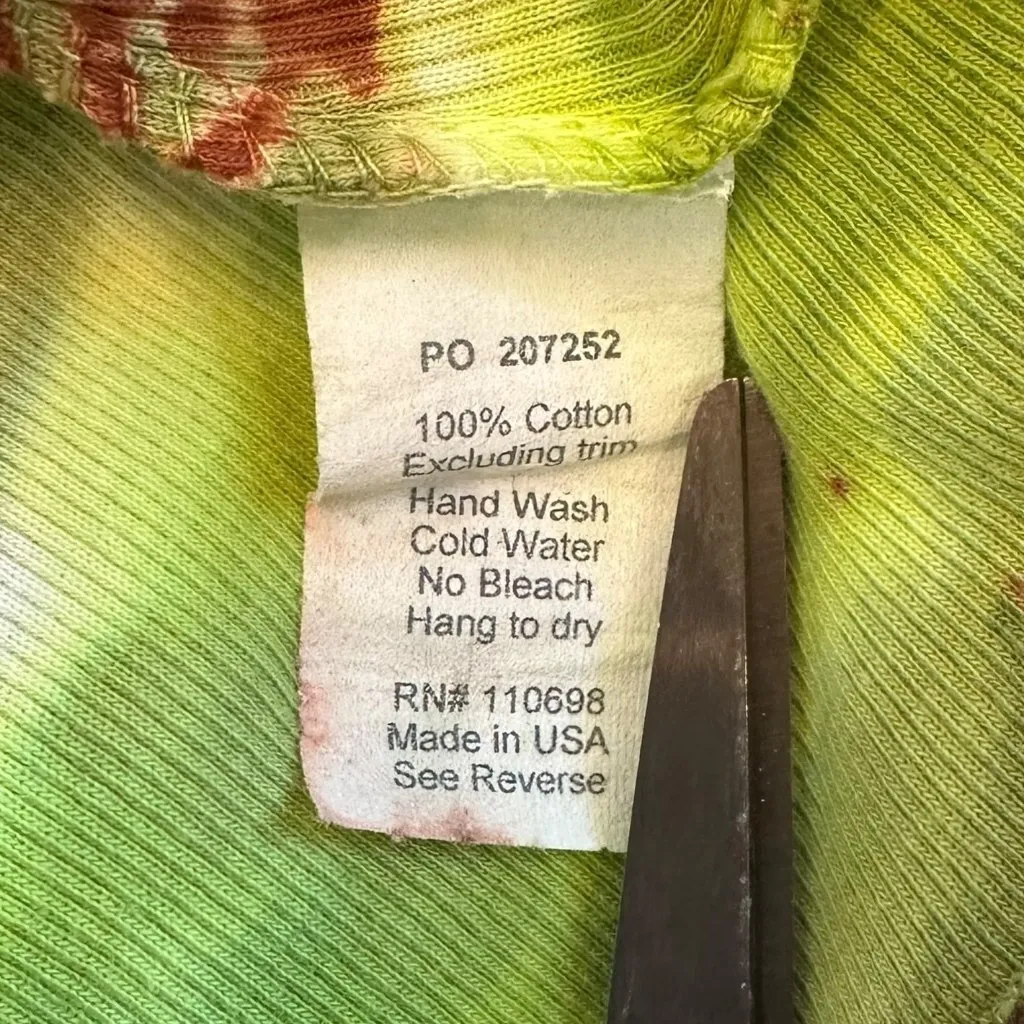 PO 207252
100% Cotton
Excluding trim
Hand Wash
Cold Water
No Bleach
Hang to dry
RN# 110698
Made in USA
See Reverse